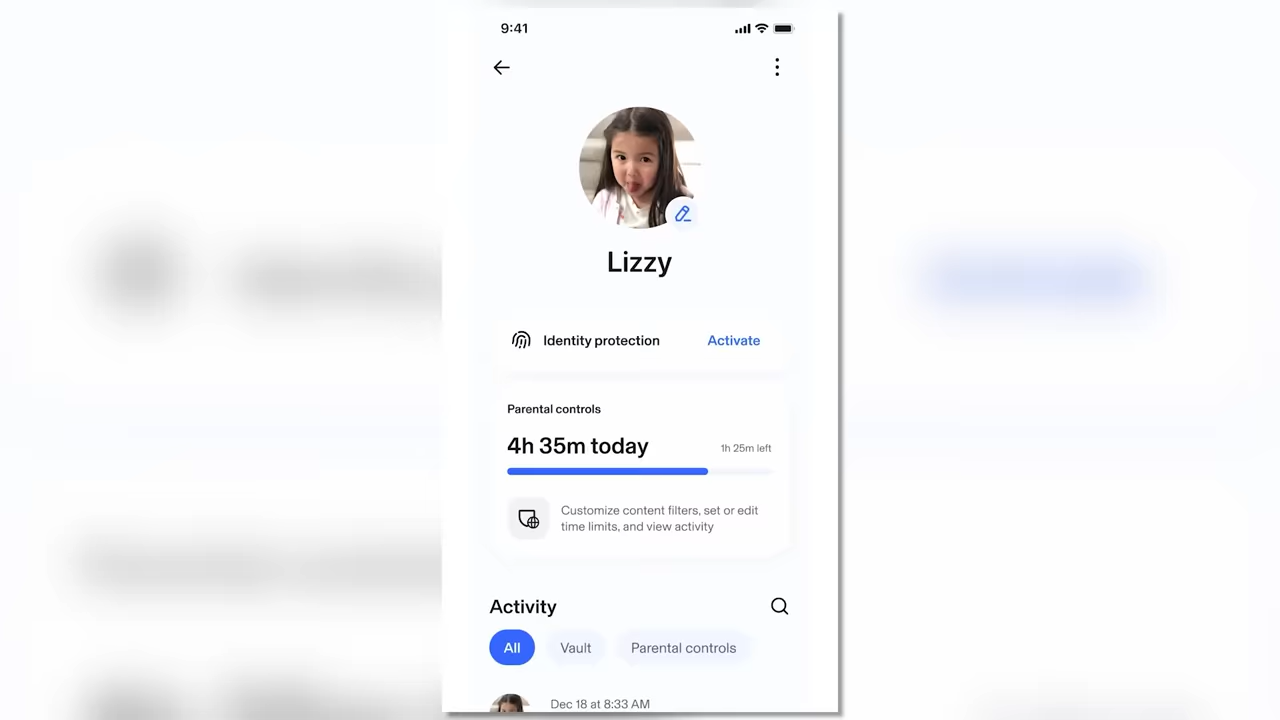 9:41
Lizzy
Identity protection Activate
Parental controls
4h 35m today 1h 25m left
Customize content filters, set or edit
time limits, and view activity
Activity
All Vault Parental controls
Dec 18 at 8:33 AM